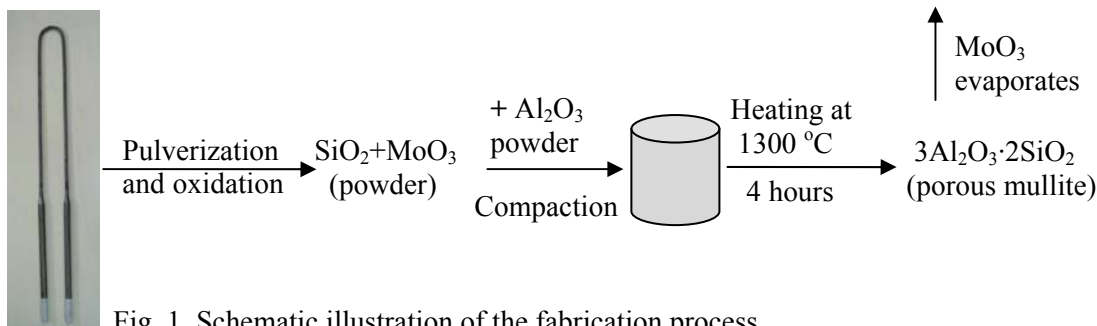 MoO₃
evaporates
+ Al₂O₃
powder
Heating at
1300 °C
Pulverization
and oxidation
SiO₂+MoO₃
(powder)
Compaction
4 hours
3Al₂O₃·2SiO₂
(porous mullite)
Fig. 1. Schematic illustration of the fabrication process